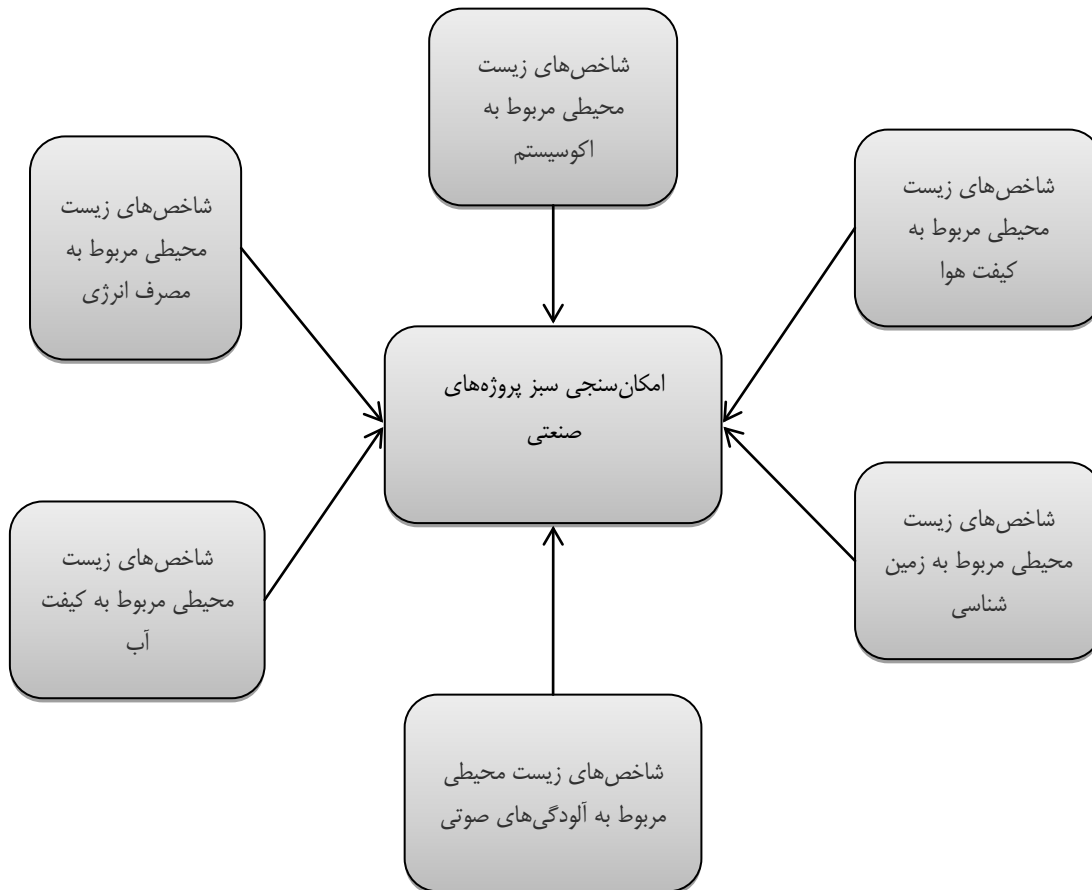 شاخص‌های زیست
محیطی مربوط به
اکوسیستم
شاخص‌های زیست
محیطی مربوط به
کیفت هوا
شاخص‌های زیست
محیطی مربوط به
مصرف انرژی
امکان‌سنجی سبز پروژه‌های
صنعتی
شاخص‌های زیست
محیطی مربوط به زمین
شناسی
شاخص‌های زیست
محیطی مربوط به کیفت
آب
شاخص‌های زیست محیطی
مربوط به آلودگی‌های صوتی